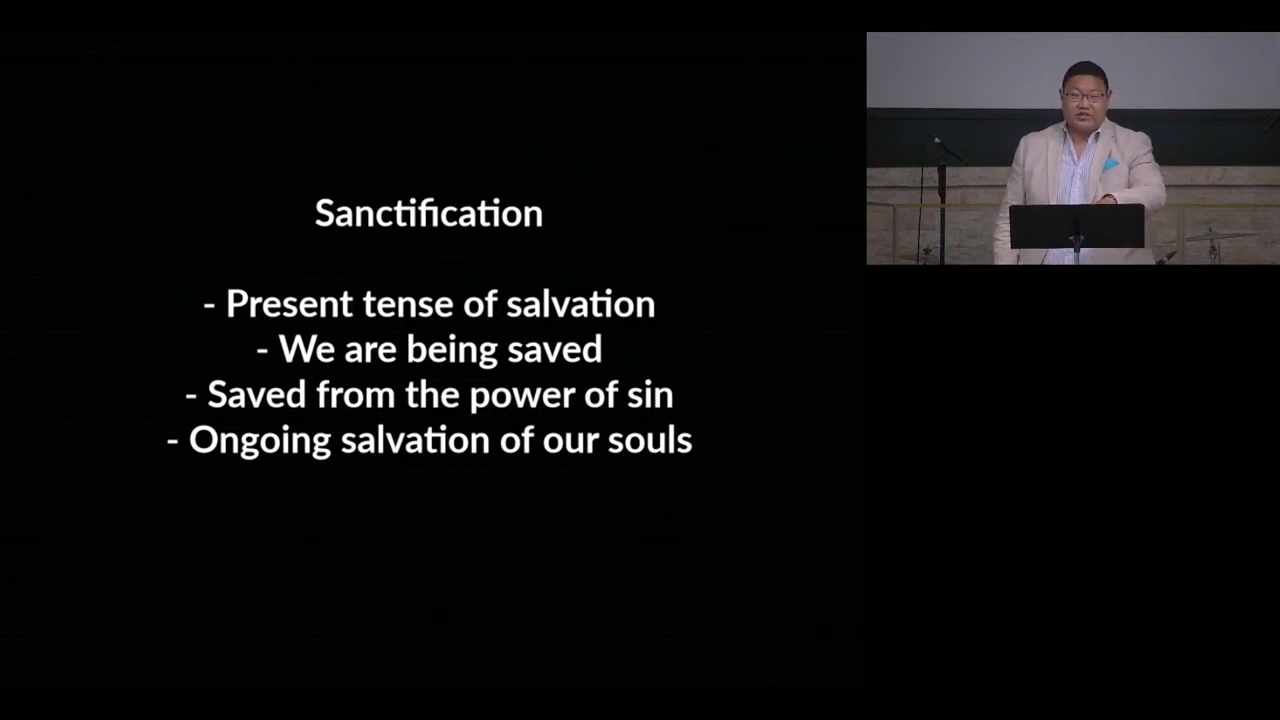 Sanctification
- Present tense of salvation
- We are being saved
- Saved from the power of sin
- Ongoing salvation of our souls